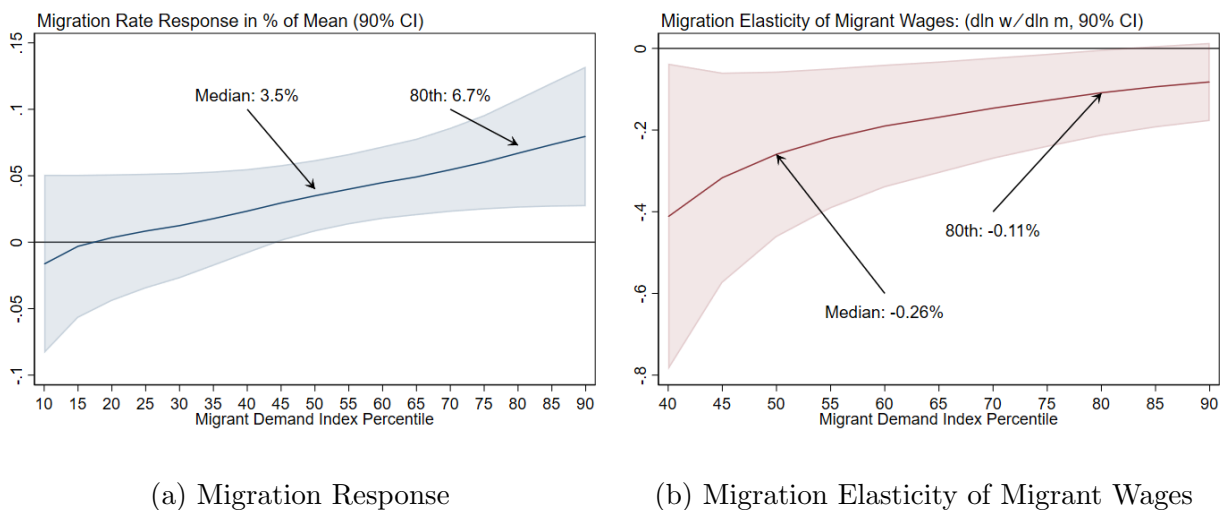 Migration Rate Response in % of Mean (90% CI)
.15
.1
.05
0
-.05
-.1
Median: 3.5%
80th: 6.7%
10 15 20 25 30 35 40 45 50 55 60 65 70 75 80 85 90
Migrant Demand Index Percentile
(a) Migration Response
Migration Elasticity of Migrant Wages: (dln w/dln m, 90% CI)
0
-.2
-.4
-.6
-.8
80th: -0.11%
Median: -0.26%
40 45 50 55 60 65 70 75 80 85 90
Migrant Demand Index Percentile
(b) Migration Elasticity of Migrant Wages